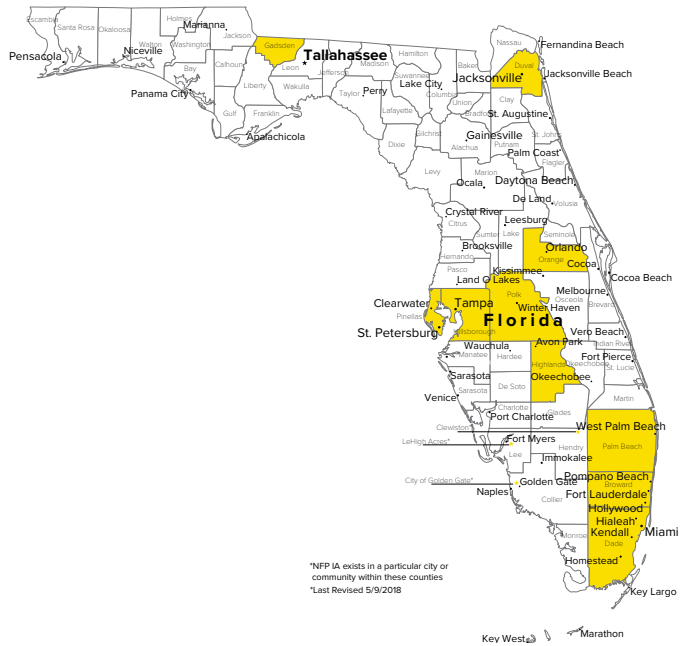 Escambia
Santa Rosa
Okaloosa
Holmes
Marianna
Jackson
Walton
Washington
Niceville
Pensacola
Bay
Calhoun
Panama City
Gulf
Liberty
Franklin
Apalachicola
Gadsden
Tallahassee
Leon
Wakulla
Jefferson
Madison
Taylor
Perry
Hamilton
Suwannee
Lake City
Columbia
Lafayette
Dixie
Baker
Nassau
Fernandina Beach
Duval
Jacksonville
Jacksonville Beach
Union
Bradford
Clay
St. Augustine
St. Johns
Gilchrist
Gainesville
Alachua
Putnam
Palm Coast
Flagler
Levy
Marion
Ocala
Daytona Beach
De Land
Volusia
Crystal River
Citrus
Leesburg
Sumter
Lake
Seminole
Brooksville
Hernando
Orlando
Orange
Cocoa
Pasco
Land O Lakes
Kissimmee
Cocoa Beach
Clearwater
Pinellas
Tampa
Polk
Winter Haven
Melbourne
Osceola
Brevard
Florida
St. Petersburg
Hillsborough
Vero Beach
Indian River
Wauchula
Avon Park
Manatee
Hardee
Highlands
Okeechobee
Fort Pierce
St. Lucie
Sarasota
Okeechobee
Sarasota
De Soto
Venice
Martin
Charlotte
Port Charlotte
Glades
Clewiston*
West Palm Beach
LeHigh Acres*
Fort Myers
Lee
Hendry
Palm Beach
Immokalee
City of Golden Gate*
Golden Gate
Naples
Collier
Pompano Beach
Broward
Fort Lauderdale
Hollywood
Hialeah
Miami
Kendall
Dade
Monroe
Homestead
*NFP IA exists in a particular city or
community within these counties
*Last Revised 5/9/2018
Key Largo
Key West
Marathon